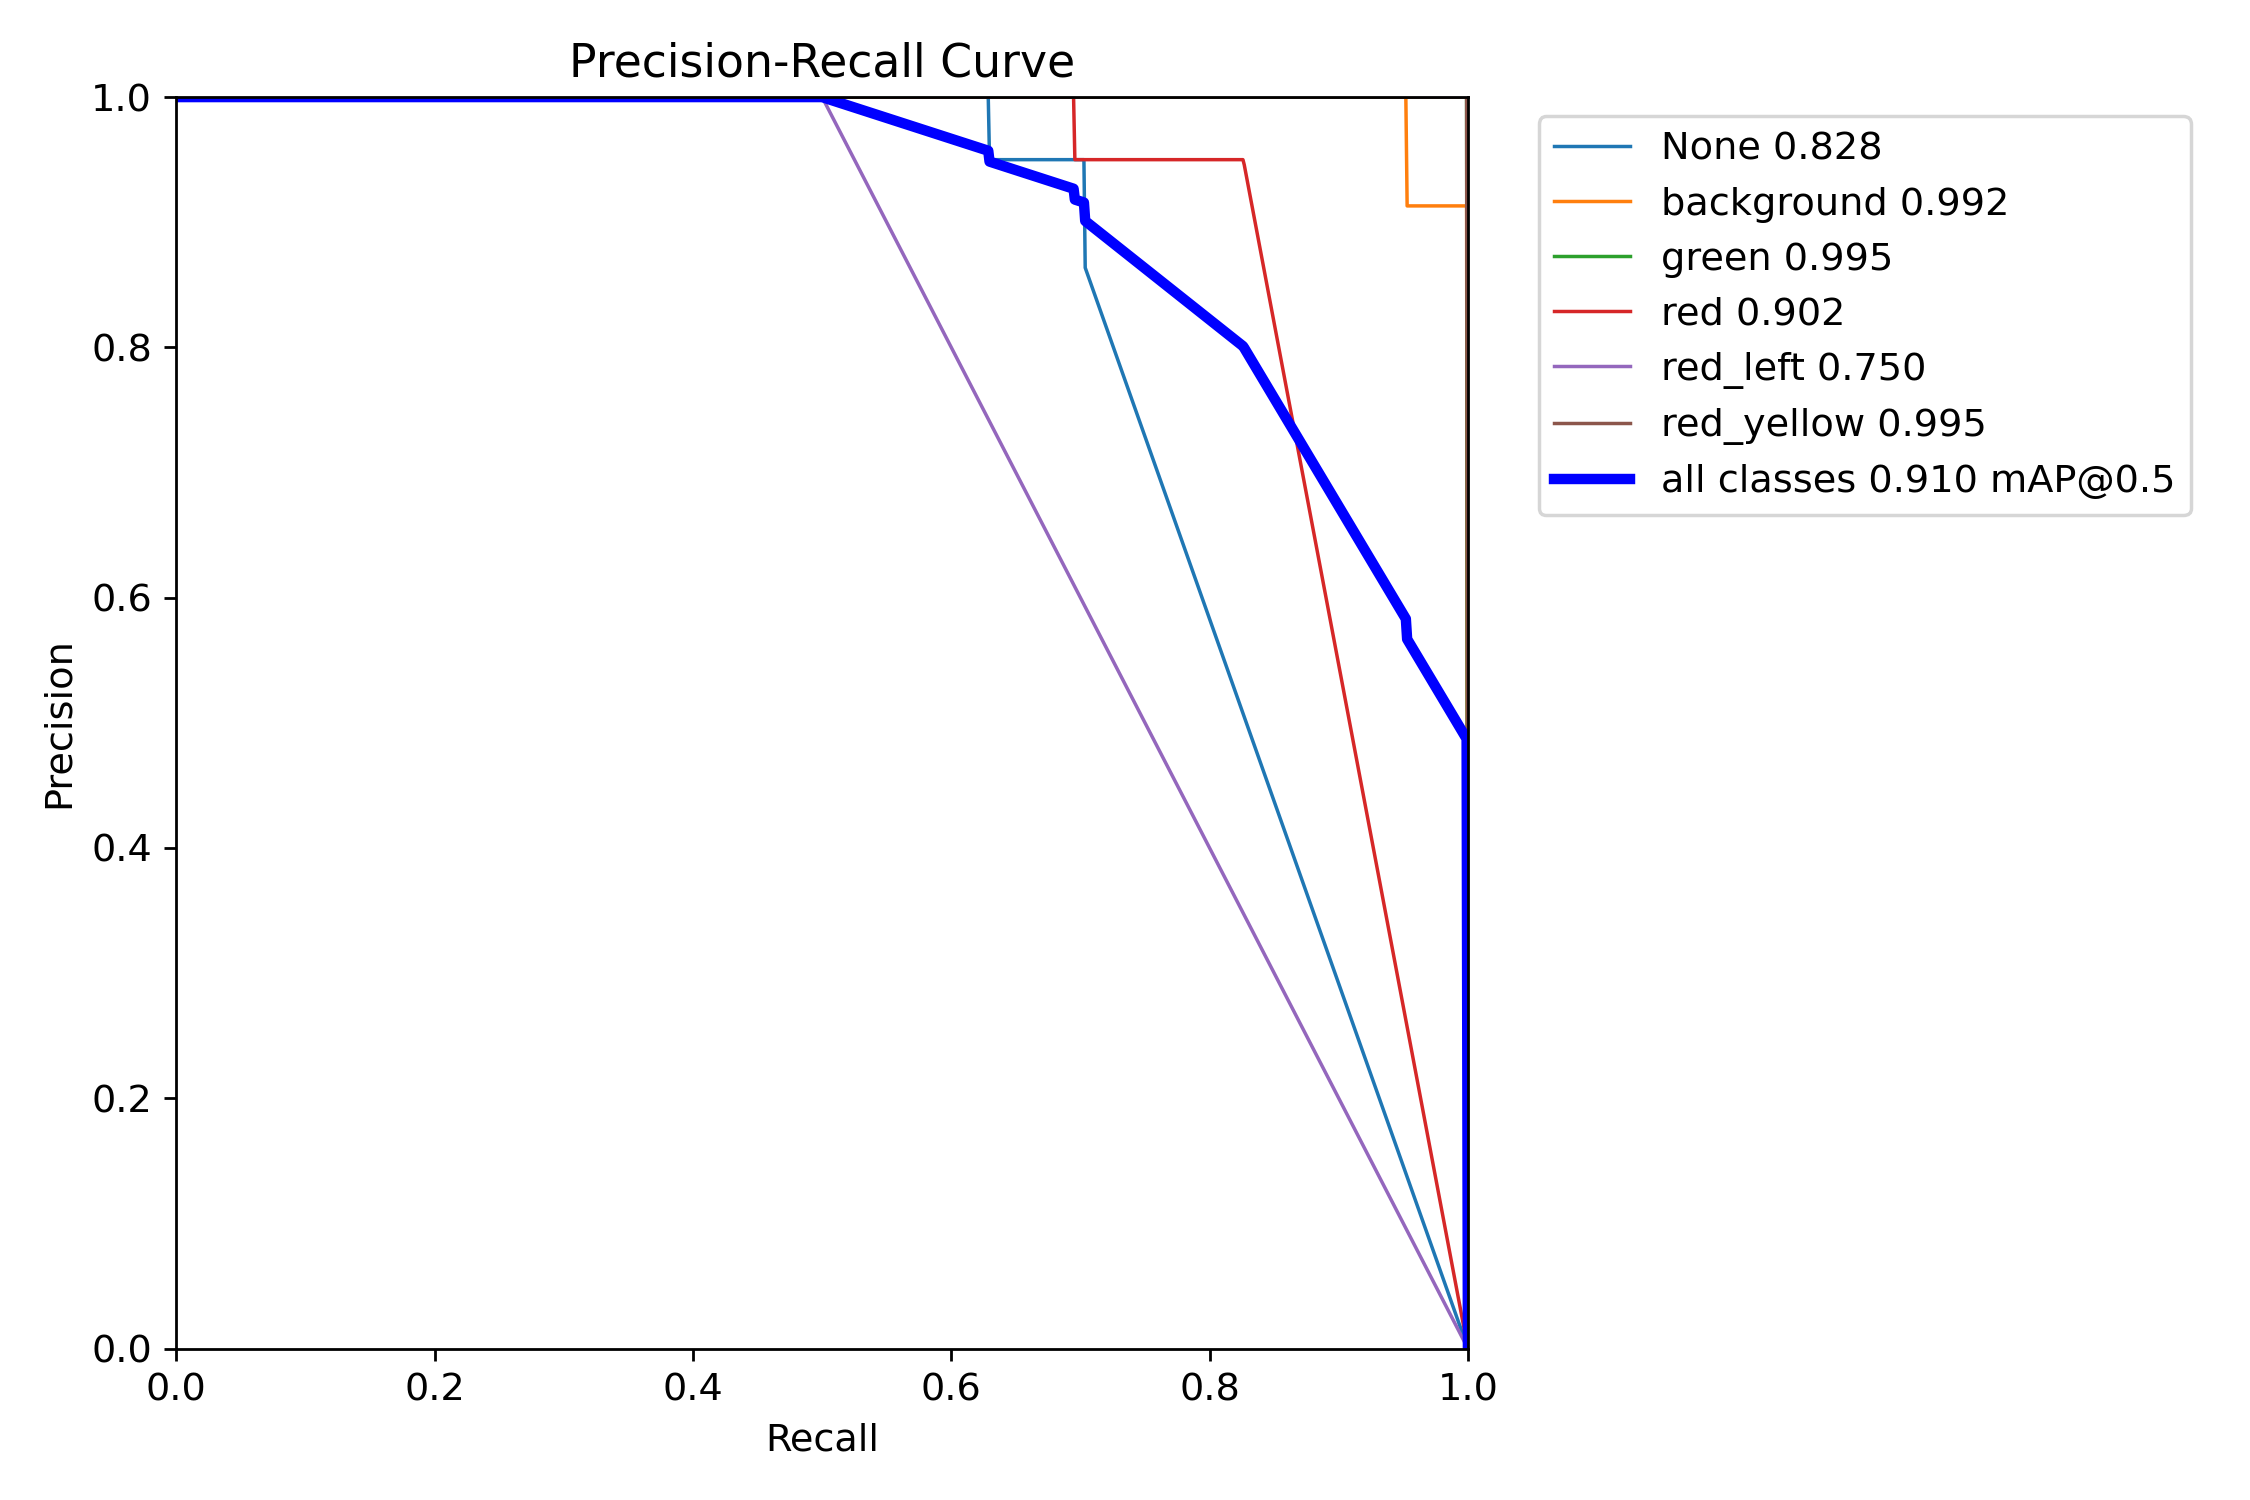 Precision-Recall Curve
1.0
0.8
0.6
0.4
0.2
0.0
Precision
0.0 0.2 0.4 0.6 0.8 1.0
Recall
None 0.828
background 0.992
green 0.995
red 0.902
red_left 0.750
red_yellow 0.995
all classes 0.910 mAP@0.5